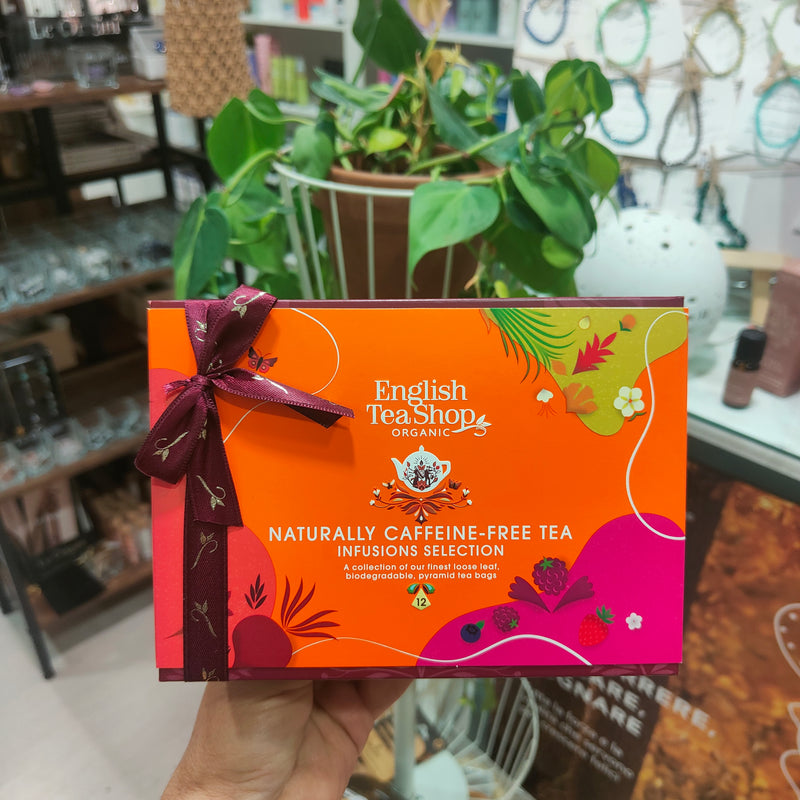 English
Tea Shop
ORGANIC
NATURALLY CAFFEINE-FREE TEA
INFUSIONS SELECTION
A collection of our finest loose leaf,
biodegradable, pyramid tea bags
12